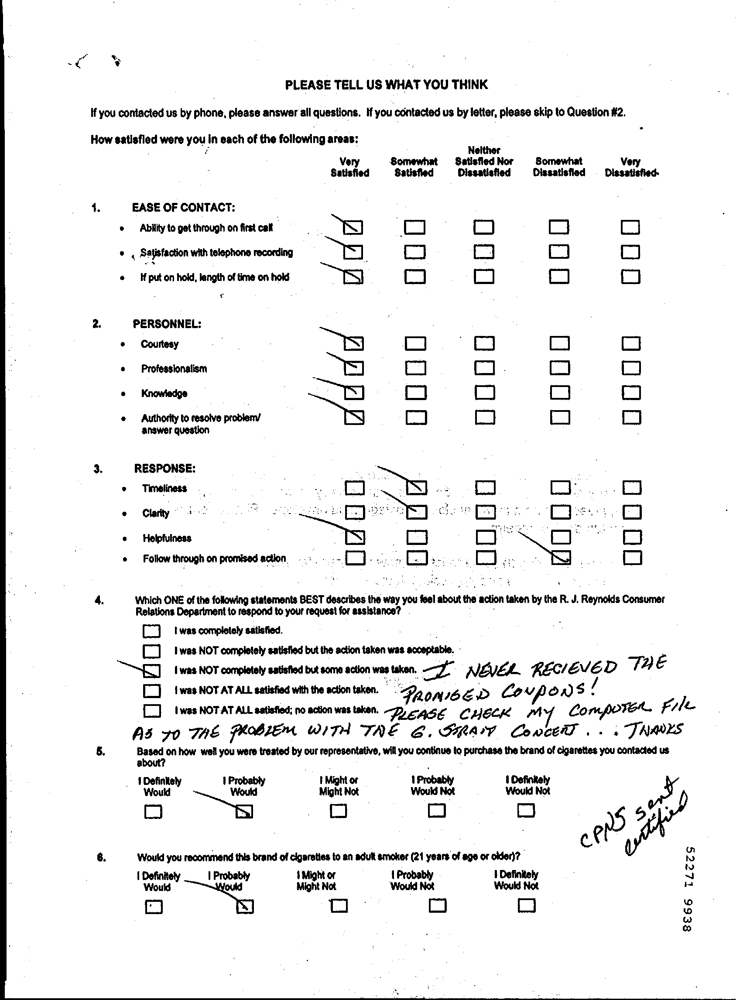 PLEASE TELL US WHAT YOU THINK
If you contacted us by phone, please answer all questions. If you contacted us by letter, please skip to Question #2.
How satisfied were you in each of the following areas:
Very Satisfied Somewhat Satisfied Neither Satisfied Nor Dissatisfied Somewhat Dissatisfied Very Dissatisfied
1. EASE OF CONTACT:
• Ability to get through on first call
• Satisfaction with telephone recording
• If put on hold, length of time on hold
2. PERSONNEL:
• Courtesy
• Professionalism
• Knowledge
• Authority to resolve problem/
answer question
3. RESPONSE:
• Timeliness
• Clarity
• Helpfulness
• Follow through on promised action
4. Which ONE of the following statements BEST describes the way you feel about the action taken by the R. J. Reynolds Consumer
Relations Department to respond to your request for assistance?
I was completely satisfied.
I was NOT completely satisfied but the action taken was acceptable.
I was NOT completely satisfied but some action was taken. I NEVER RECIEVED THE
I was NOT AT ALL satisfied with the action taken. PROMISED COUPONS!
I was NOT AT ALL satisfied; no action was taken. PLEASE CHECK MY COMPUTER FILE
AS TO THE PROBLEM WITH THE G. STRAIT CONCERT . . . THANKS
5. Based on how well you were treated by our representative, will you continue to purchase the brand of cigarettes you contacted us
about?
I Definitely Would I Probably Would I Might or Might Not I Probably Would Not I Definitely Would Not
CPNS sent
certified
6. Would you recommend this brand of cigarettes to an adult smoker (21 years of age or older)?
I Definitely Would I Probably Would I Might or Might Not I Probably Would Not I Definitely Would Not
52271 9938